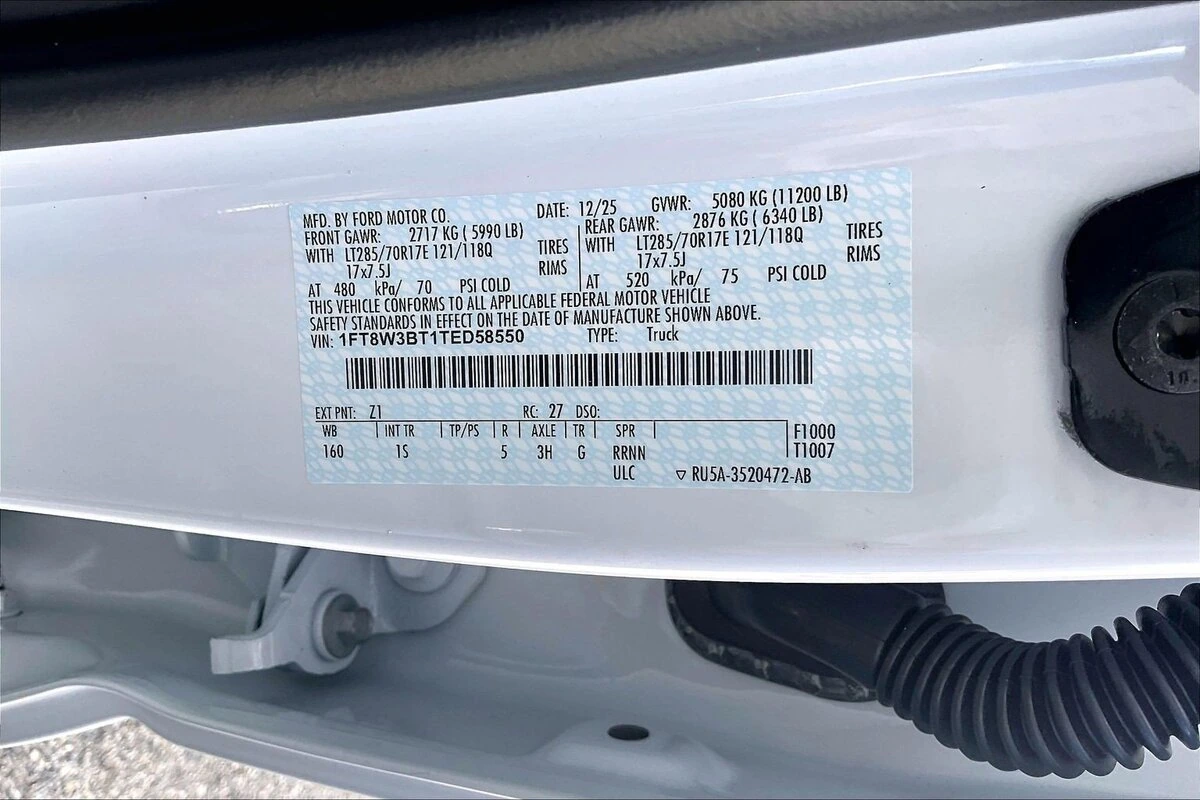 MFD. BY FORD MOTOR CO. DATE: 12/25 GVWR: 5080 KG (11200 LB)
FRONT GAWR: 2717 KG ( 5990 LB) REAR GAWR: 2876 KG ( 6340 LB)
WITH LT285/70R17E 121/118Q TIRES WITH LT285/70R17E 121/118Q TIRES
17x7.5J RIMS 17x7.5J RIMS
AT 480 kPa/ 70 PSI COLD AT 520 kPa/ 75 PSI COLD
THIS VEHICLE CONFORMS TO ALL APPLICABLE FEDERAL MOTOR VEHICLE
SAFETY STANDARDS IN EFFECT ON THE DATE OF MANUFACTURE SHOWN ABOVE.
VIN: 1FT8W3BT1TED58550 TYPE: Truck
EXT PNT: Z1 RC: 27 DSO:
WB INT TR TP/PS R AXLE TR SPR F1000
160 1S 5 3H G RRNN T1007
ULC RU5A-3520472-AB